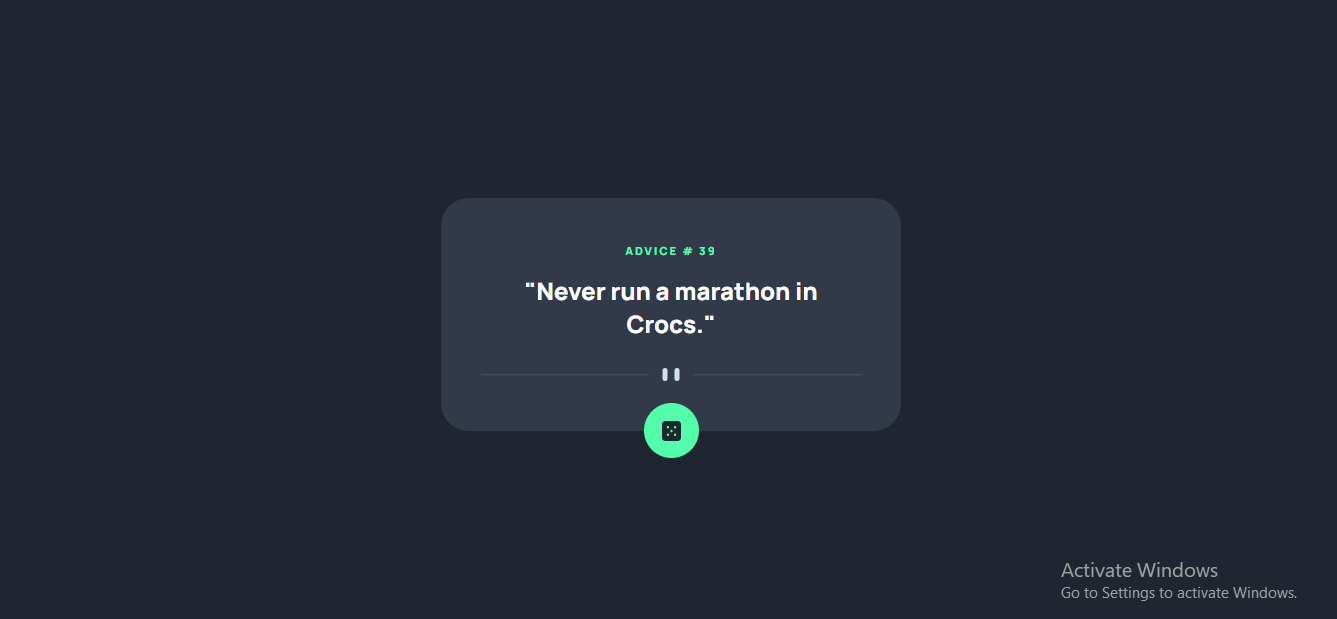 ADVICE # 39
"Never run a marathon in
Crocs."
Activate Windows
Go to Settings to activate Windows.